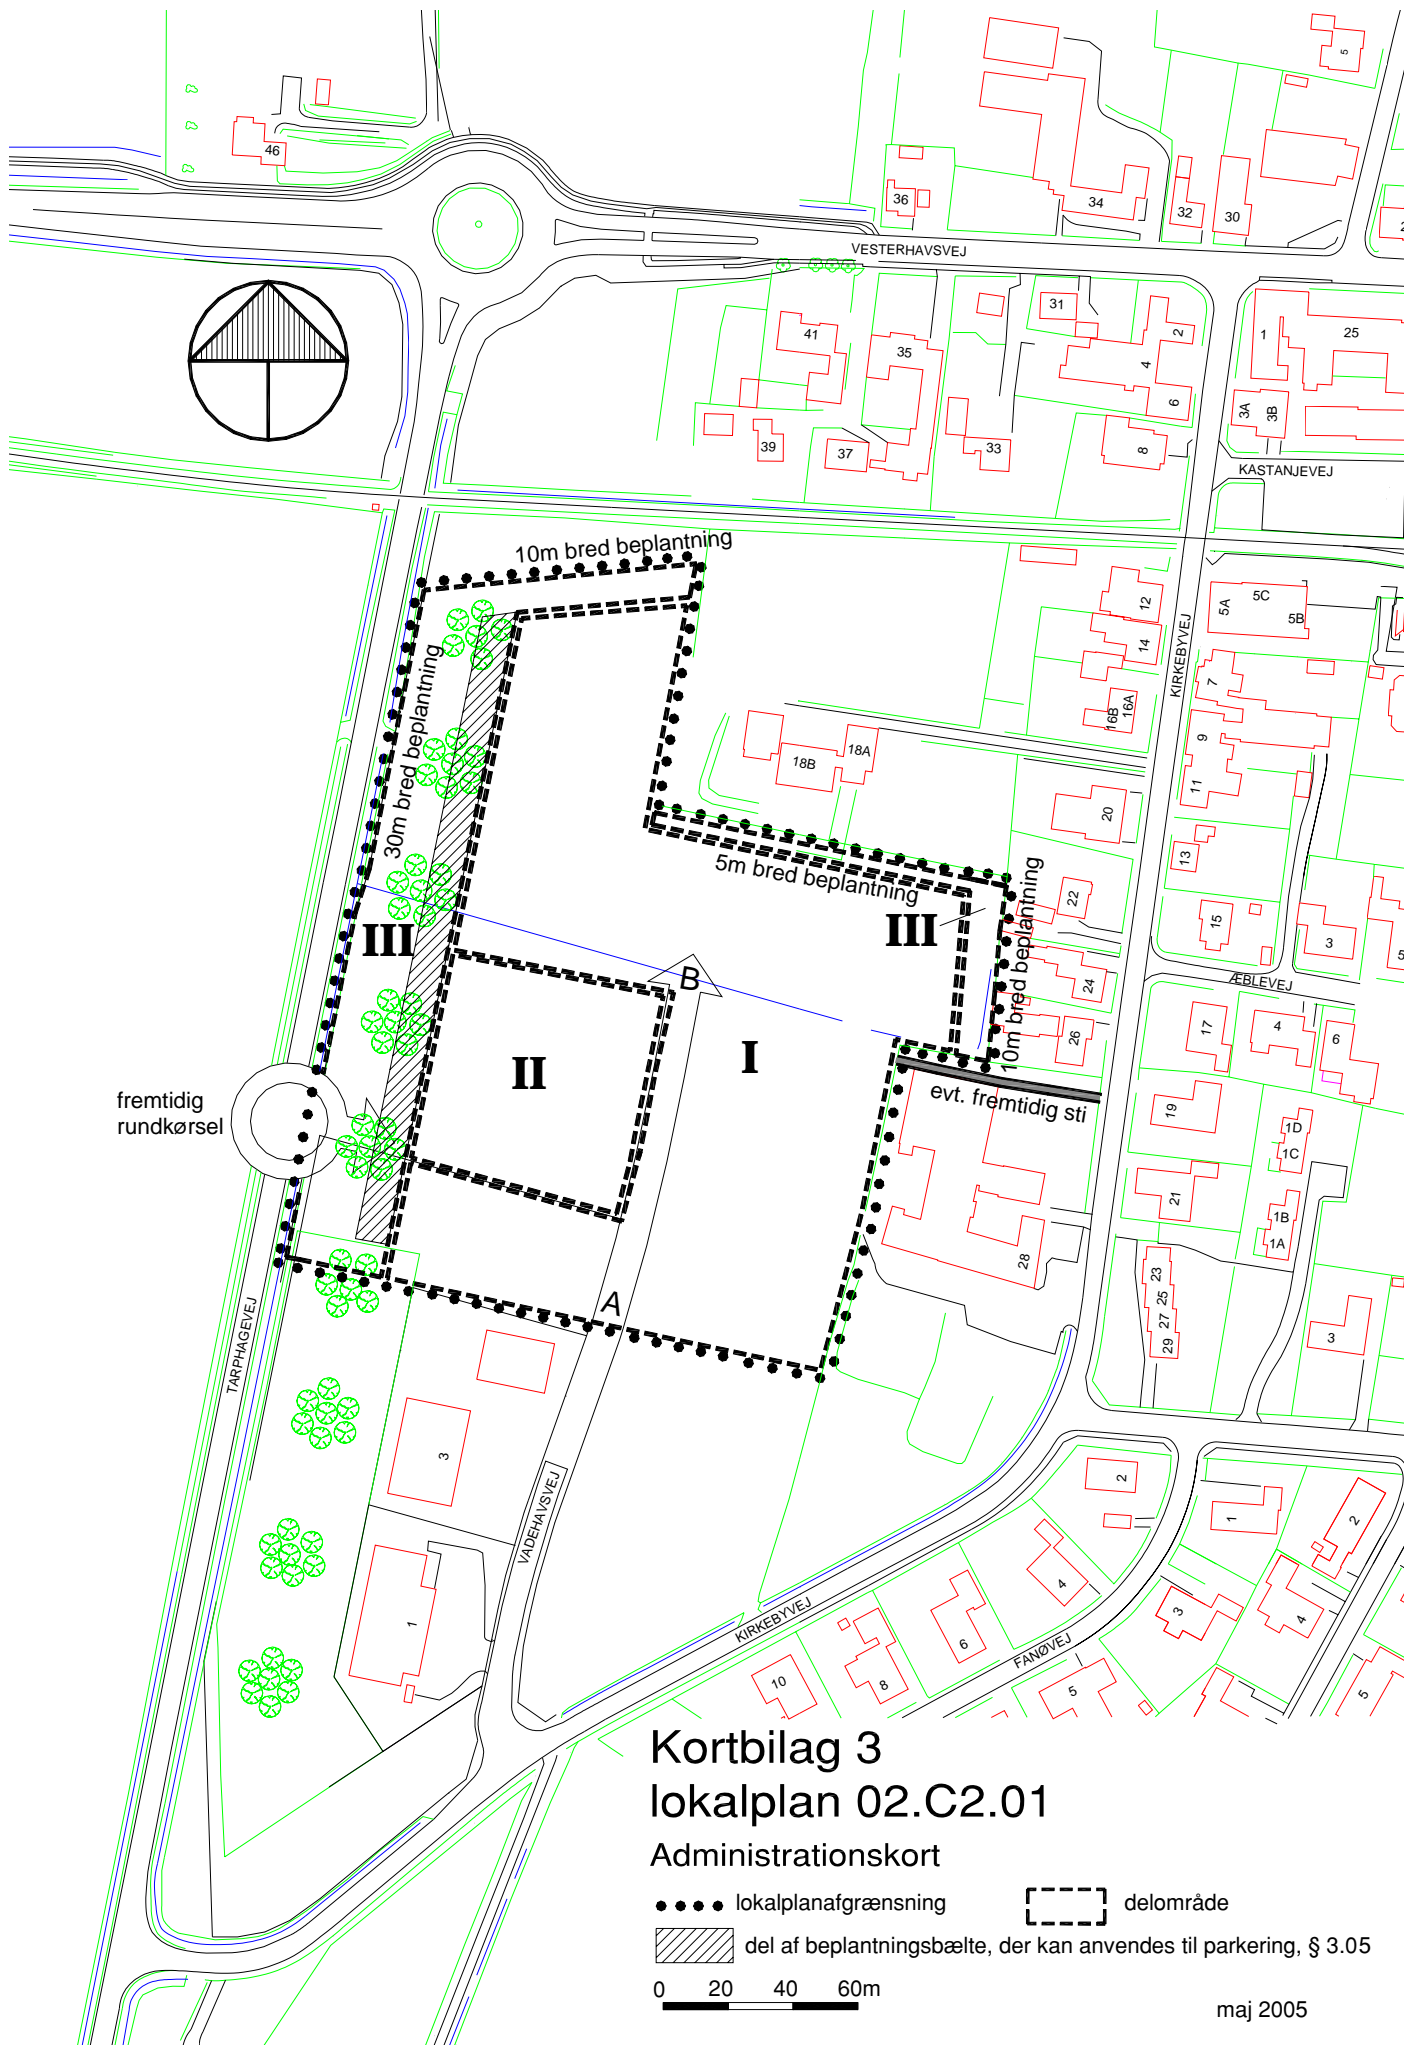 5
46
36
34
32
30
2
VESTERHAVSVEJ
31
2
41
35
4
1
25
6
3A
3B
39
37
33
8
KASTANJEVEJ
10m bred beplantning
12
5A
5C
5B
14
KIRKEBYVEJ
30m bred beplantning
7
16B
16A
9
18B
18A
11
20
13
5m bred beplantning
10m bred beplantning
22
15
III
III
3
5
B
24
ÆBLEVEJ
II
I
17
4
6
26
fremtidig
rundkørsel
evt. fremtidig sti
19
1D
1C
21
1B
1A
28
23
25
27
29
A
3
TARPHAGEVEJ
3
VADEHAVSVEJ
2
1
2
4
1
KIRKEBYVEJ
3
4
6
FANØVEJ
10
8
5
5
Kortbilag 3
lokalplan 02.C2.01
Administrationskort
lokalplanafgrænsning
delområde
del af beplantningsbælte, der kan anvendes til parkering, § 3.05
0 20 40 60m
maj 2005